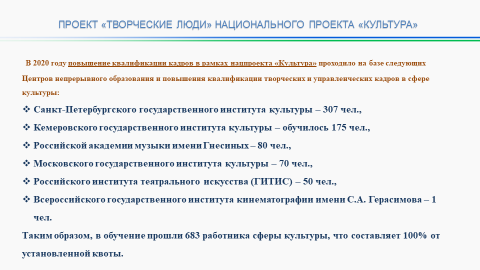 ПРОЕКТ «ТВОРЧЕСКИЕ ЛЮДИ» НАЦИОНАЛЬНОГО ПРОЕКТА «КУЛЬТУРА»
В 2020 году повышение квалификации кадров в рамках нацпроекта «Культура» проходило на базе следующих
Центров непрерывного образования и повышения квалификации творческих и управленческих кадров в сфере
культуры:
❖ Санкт-Петербургского государственного института культуры – 307 чел.,
❖ Кемеровского государственного института культуры – обучилось 175 чел.,
❖ Российской академии музыки имени Гнесиных – 80 чел.,
❖ Московского государственного института культуры – 70 чел.,
❖ Российского института театрального искусства (ГИТИС) – 50 чел.,
❖ Всероссийского государственного института кинематографии имени С.А. Герасимова – 1
чел.
Таким образом, в обучение прошли 683 работника сферы культуры, что составляет 100% от
установленной квоты.